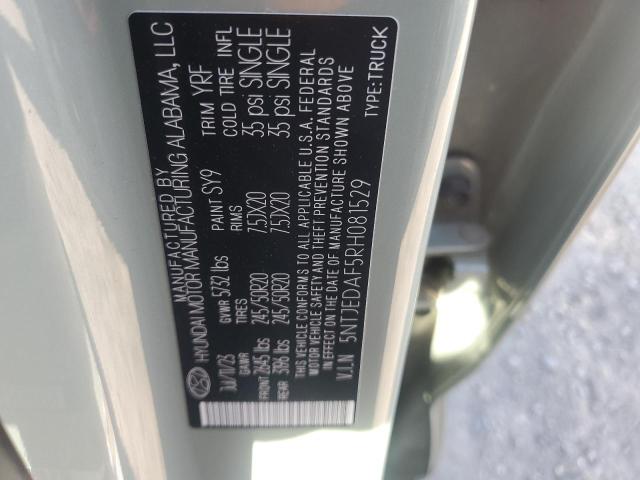 MANUFACTURED BY
HYUNDAI MOTOR MANUFACTURING ALABAMA, LLC
PAINT SY9 TRIM YRF
GVWR 5732 lbs
GAWR TIRES RIMS COLD TIRE INFL
FRONT 2645 lbs 245/50R20 7.5JX20 35 psi SINGLE
REAR 3196 lbs 245/50R20 7.5JX20 35 psi SINGLE
THIS VEHICLE CONFORMS TO ALL APPLICABLE U.S.A. FEDERAL
MOTOR VEHICLE SAFETY AND THEFT PREVENTION STANDARDS
IN EFFECT ON THE DATE OF MANUFACTURE SHOWN ABOVE
V.I.N 5NTJEDAF5RH081529 TYPE:TRUCK